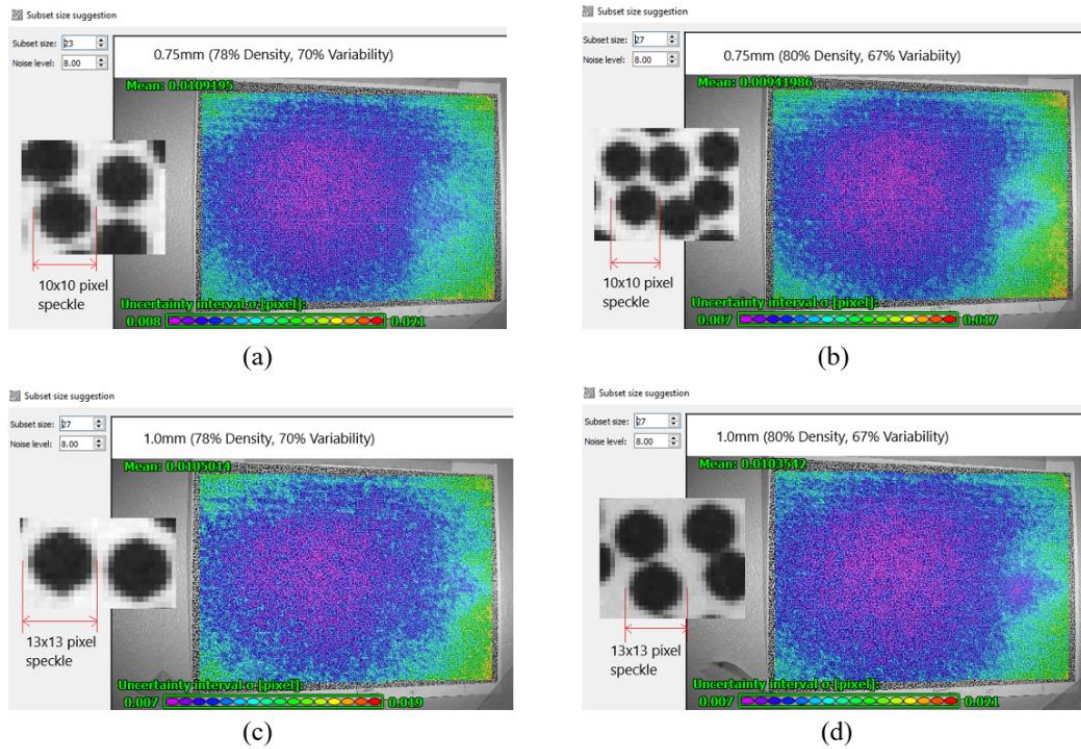 Subset size suggestion
Subset size: 23
Noise level: 8.00
0.75mm (78% Density, 70% Variability)
Mean: 0.0109195
10x10 pixel
speckle
Uncertainty interval σ [pixel]:
0.008 0.021
(a)
Subset size suggestion
Subset size: 27
Noise level: 8.00
0.75mm (80% Density, 67% Variability)
Mean: 0.00941986
10x10 pixel
speckle
Uncertainty interval σ [pixel]:
0.007 0.017
(b)
Subset size suggestion
Subset size: 27
Noise level: 8.00
1.0mm (78% Density, 70% Variability)
Mean: 0.0105014
13x13 pixel
speckle
Uncertainty interval σ [pixel]:
0.007 0.019
(c)
Subset size suggestion
Subset size: 27
Noise level: 8.00
1.0mm (80% Density, 67% Variability)
Mean: 0.0103542
13x13 pixel
speckle
Uncertainty interval σ [pixel]:
0.007 0.021
(d)